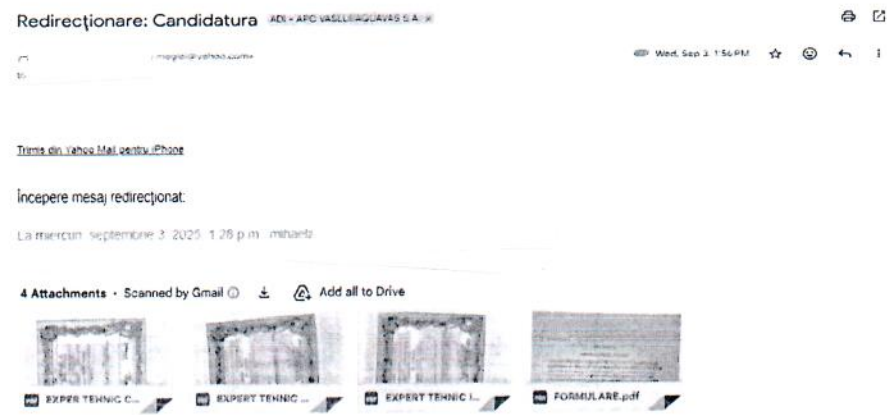 Redirecționare: Candidatura
Wed, Sep 3, 1:56 PM
Trimis din Yahoo Mail pentru iPhone
Începere mesaj redirecționat:
La miercuri, septembrie 3, 2025, 1:28 p.m., mihaela
4 Attachments • Scanned by Gmail
Add all to Drive
EXPER TEHNIC C...
EXPERT TEHNIC ...
EXPERT TEHNIC I...
FORMULARE.pdf